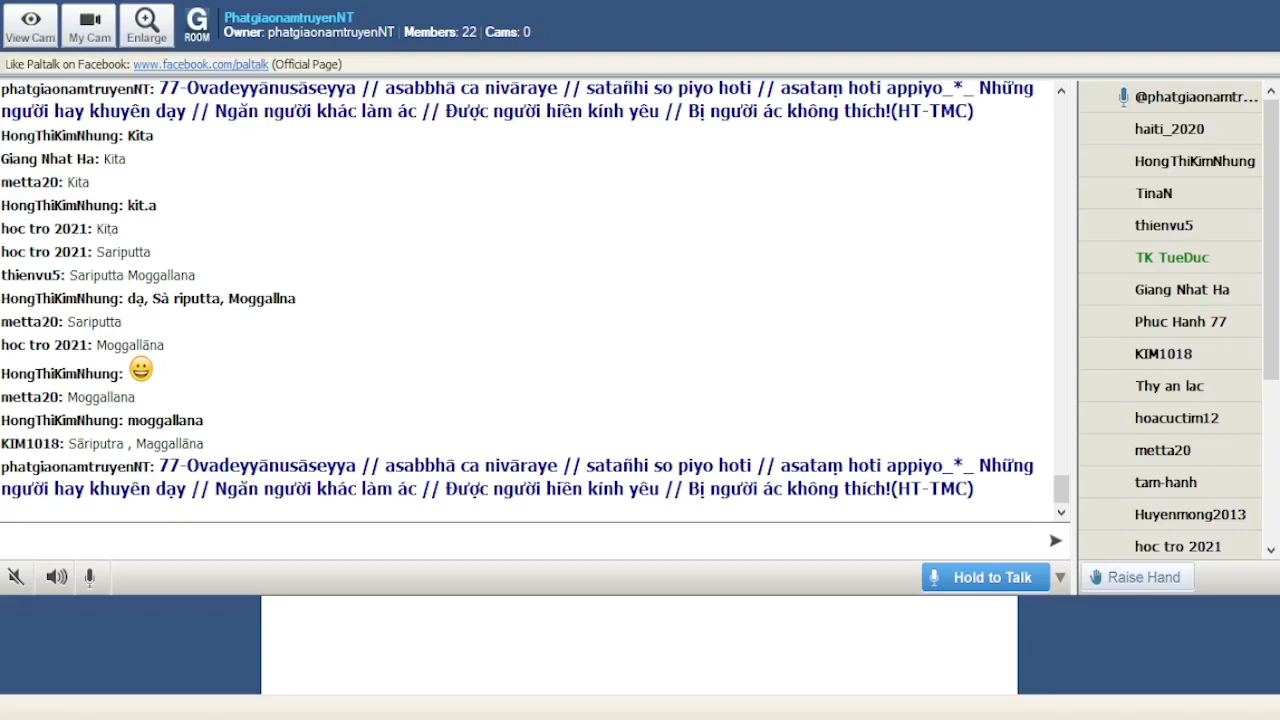 View Cam
My Cam
Enlarge
G
ROOM
PhatgiaonamtruyenNT
Owner: phatgiaonamtruyenNT | Members: 22 | Cams: 0
Like Paltalk on Facebook: www.facebook.com/paltalk (Official Page)
phatgiaonamtruyenNT: 77-Ovadeyyānusāseyya // asabbhā ca nivāraye // satañhi so piyo hoti // asataṃ hoti appiyo_*_ Những
người hay khuyên dạy // Ngăn người khác làm ác // Được người hiền kính yêu // Bị người ác không thích!(HT-TMC)
HongThiKimNhung: Kita
Giang Nhat Ha: Kita
metta20: Kita
HongThiKimNhung: kit.a
hoc tro 2021: Kiṭa
hoc tro 2021: Sariputta
thienvu5: Sariputta Moggallana
HongThiKimNhung: dạ, Sà riputta, Moggallna
metta20: Sariputta
hoc tro 2021: Moggallāna
HongThiKimNhung:
metta20: Moggallana
HongThiKimNhung: moggallana
KIM1018: Sāriputra , Maggallāna
phatgiaonamtruyenNT: 77-Ovadeyyānusāseyya // asabbhā ca nivāraye // satañhi so piyo hoti // asataṃ hoti appiyo_*_ Những
người hay khuyên dạy // Ngăn người khác làm ác // Được người hiền kính yêu // Bị người ác không thích!(HT-TMC)
Hold to Talk
@phatgiaonamtr...
haiti_2020
HongThiKimNhung
TinaN
thienvu5
TK TueDuc
Giang Nhat Ha
Phuc Hanh 77
KIM1018
Thy an lac
hoacuctim12
metta20
tam-hanh
Huyenmong2013
hoc tro 2021
Raise Hand